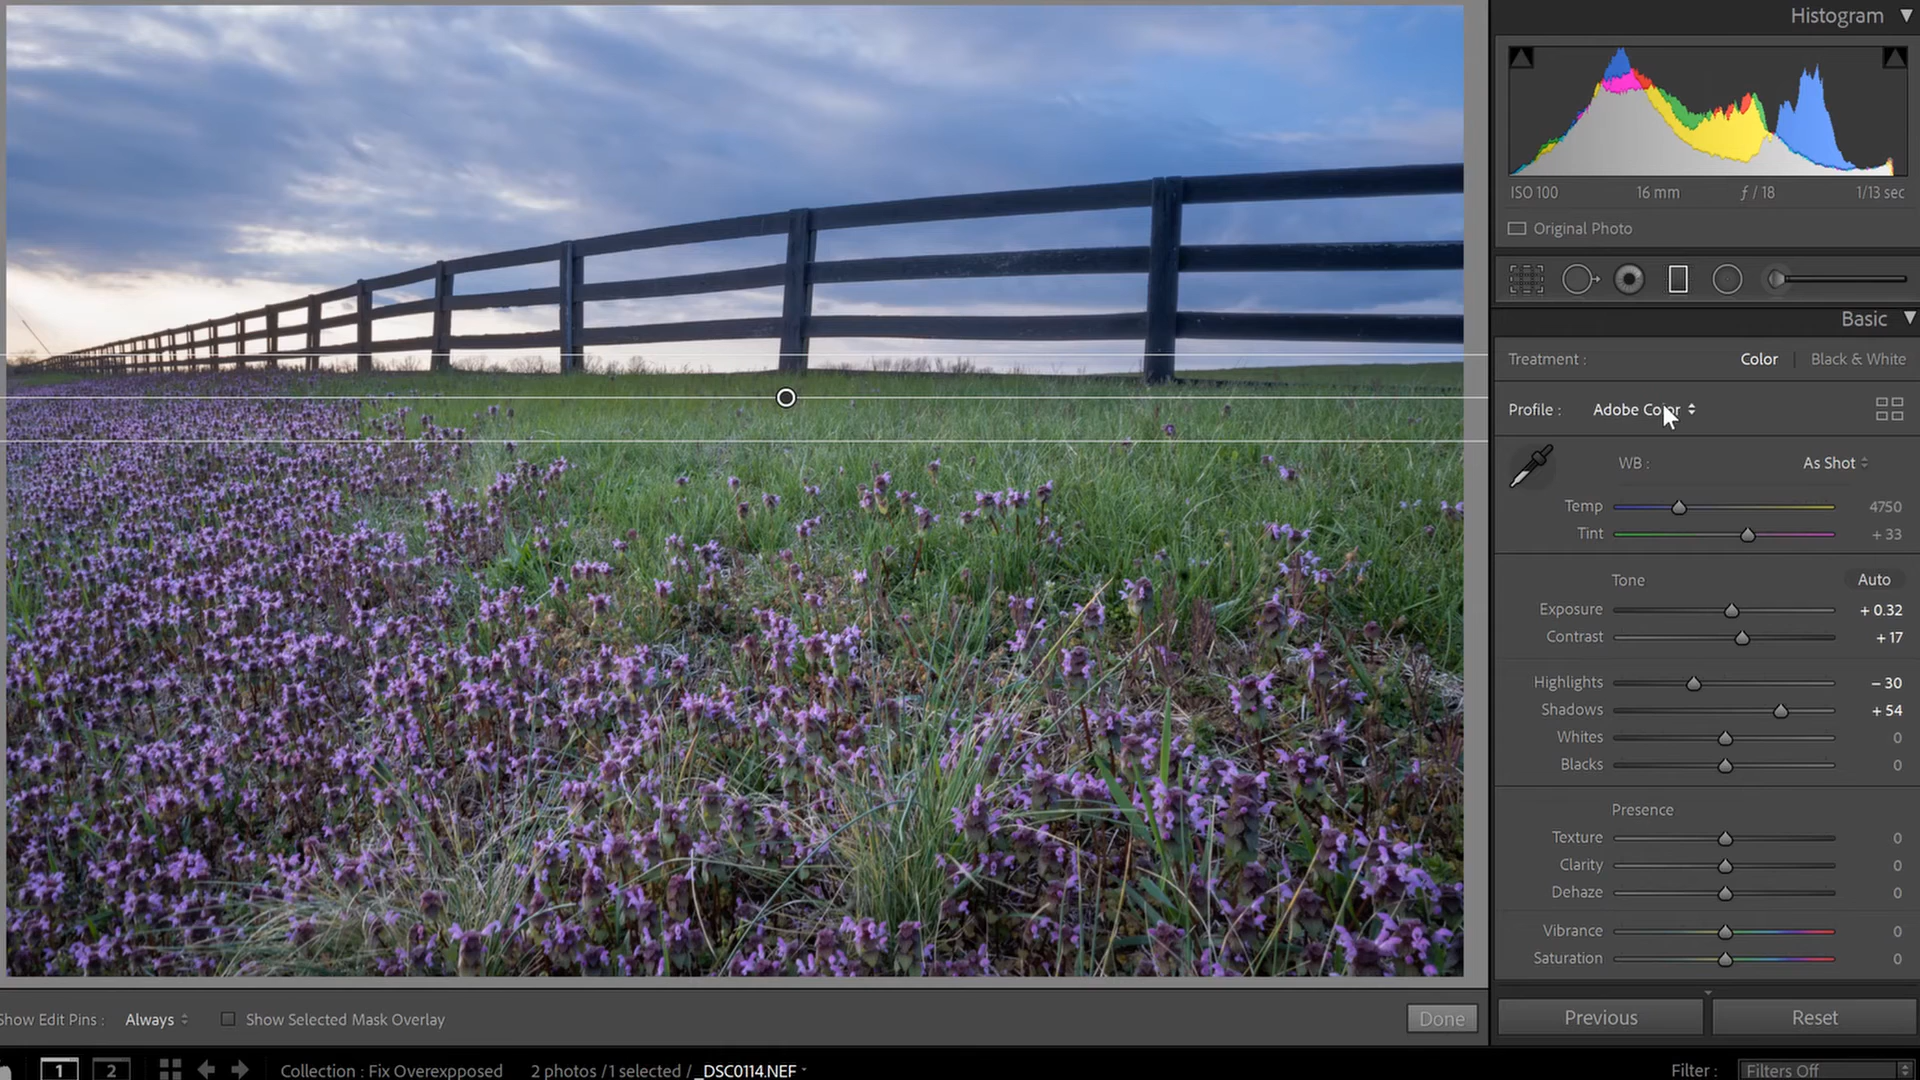 Histogram
ISO 100 16 mm ƒ / 18 1/13 sec
Original Photo
Basic
Treatment : Color Black & White
Profile : Adobe Color
WB : As Shot
Temp 4750
Tint + 33
Tone Auto
Exposure + 0.32
Contrast + 17
Highlights – 30
Shadows + 54
Whites 0
Blacks 0
Presence
Texture 0
Clarity 0
Dehaze 0
Vibrance 0
Saturation 0
Previous Reset
Show Edit Pins : Always Show Selected Mask Overlay Done
1 2 Collection : Fix Overexpposed 2 photos / 1 selected / _DSC0114.NEF Filter : Filters Off